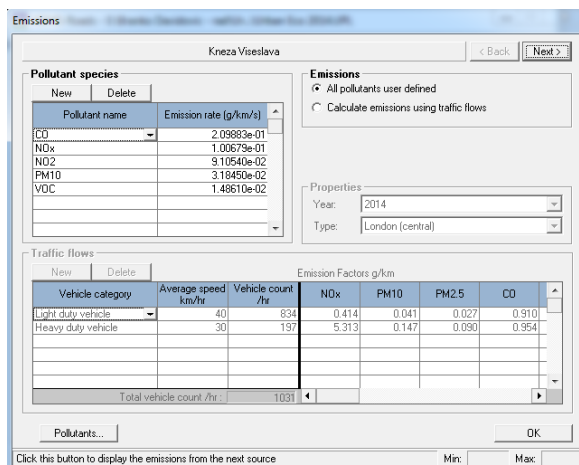 Emissions
Kneza Viseslava
< Back
Next >
Pollutant species
New
Delete
Pollutant name
Emission rate (g/km/s)
CO
2.09883e-01
NOx
1.00679e-01
NO2
9.10540e-02
PM10
3.18450e-02
VOC
1.48610e-02
Emissions
All pollutants user defined
Calculate emissions using traffic flows
Properties
Year:
2014
Type:
London (central)
Traffic flows
New
Delete
Emission Factors g/km
Vehicle category
Average speed
km/hr
Vehicle count
/hr
NOx
PM10
PM2.5
CO
Light duty vehicle
40
834
0.414
0.041
0.027
0.910
Heavy duty vehicle
30
197
5.313
0.147
0.090
0.954
Total vehicle count /hr :
1031
Pollutants...
OK
Click this button to display the emissions from the next source
Min:
Max: